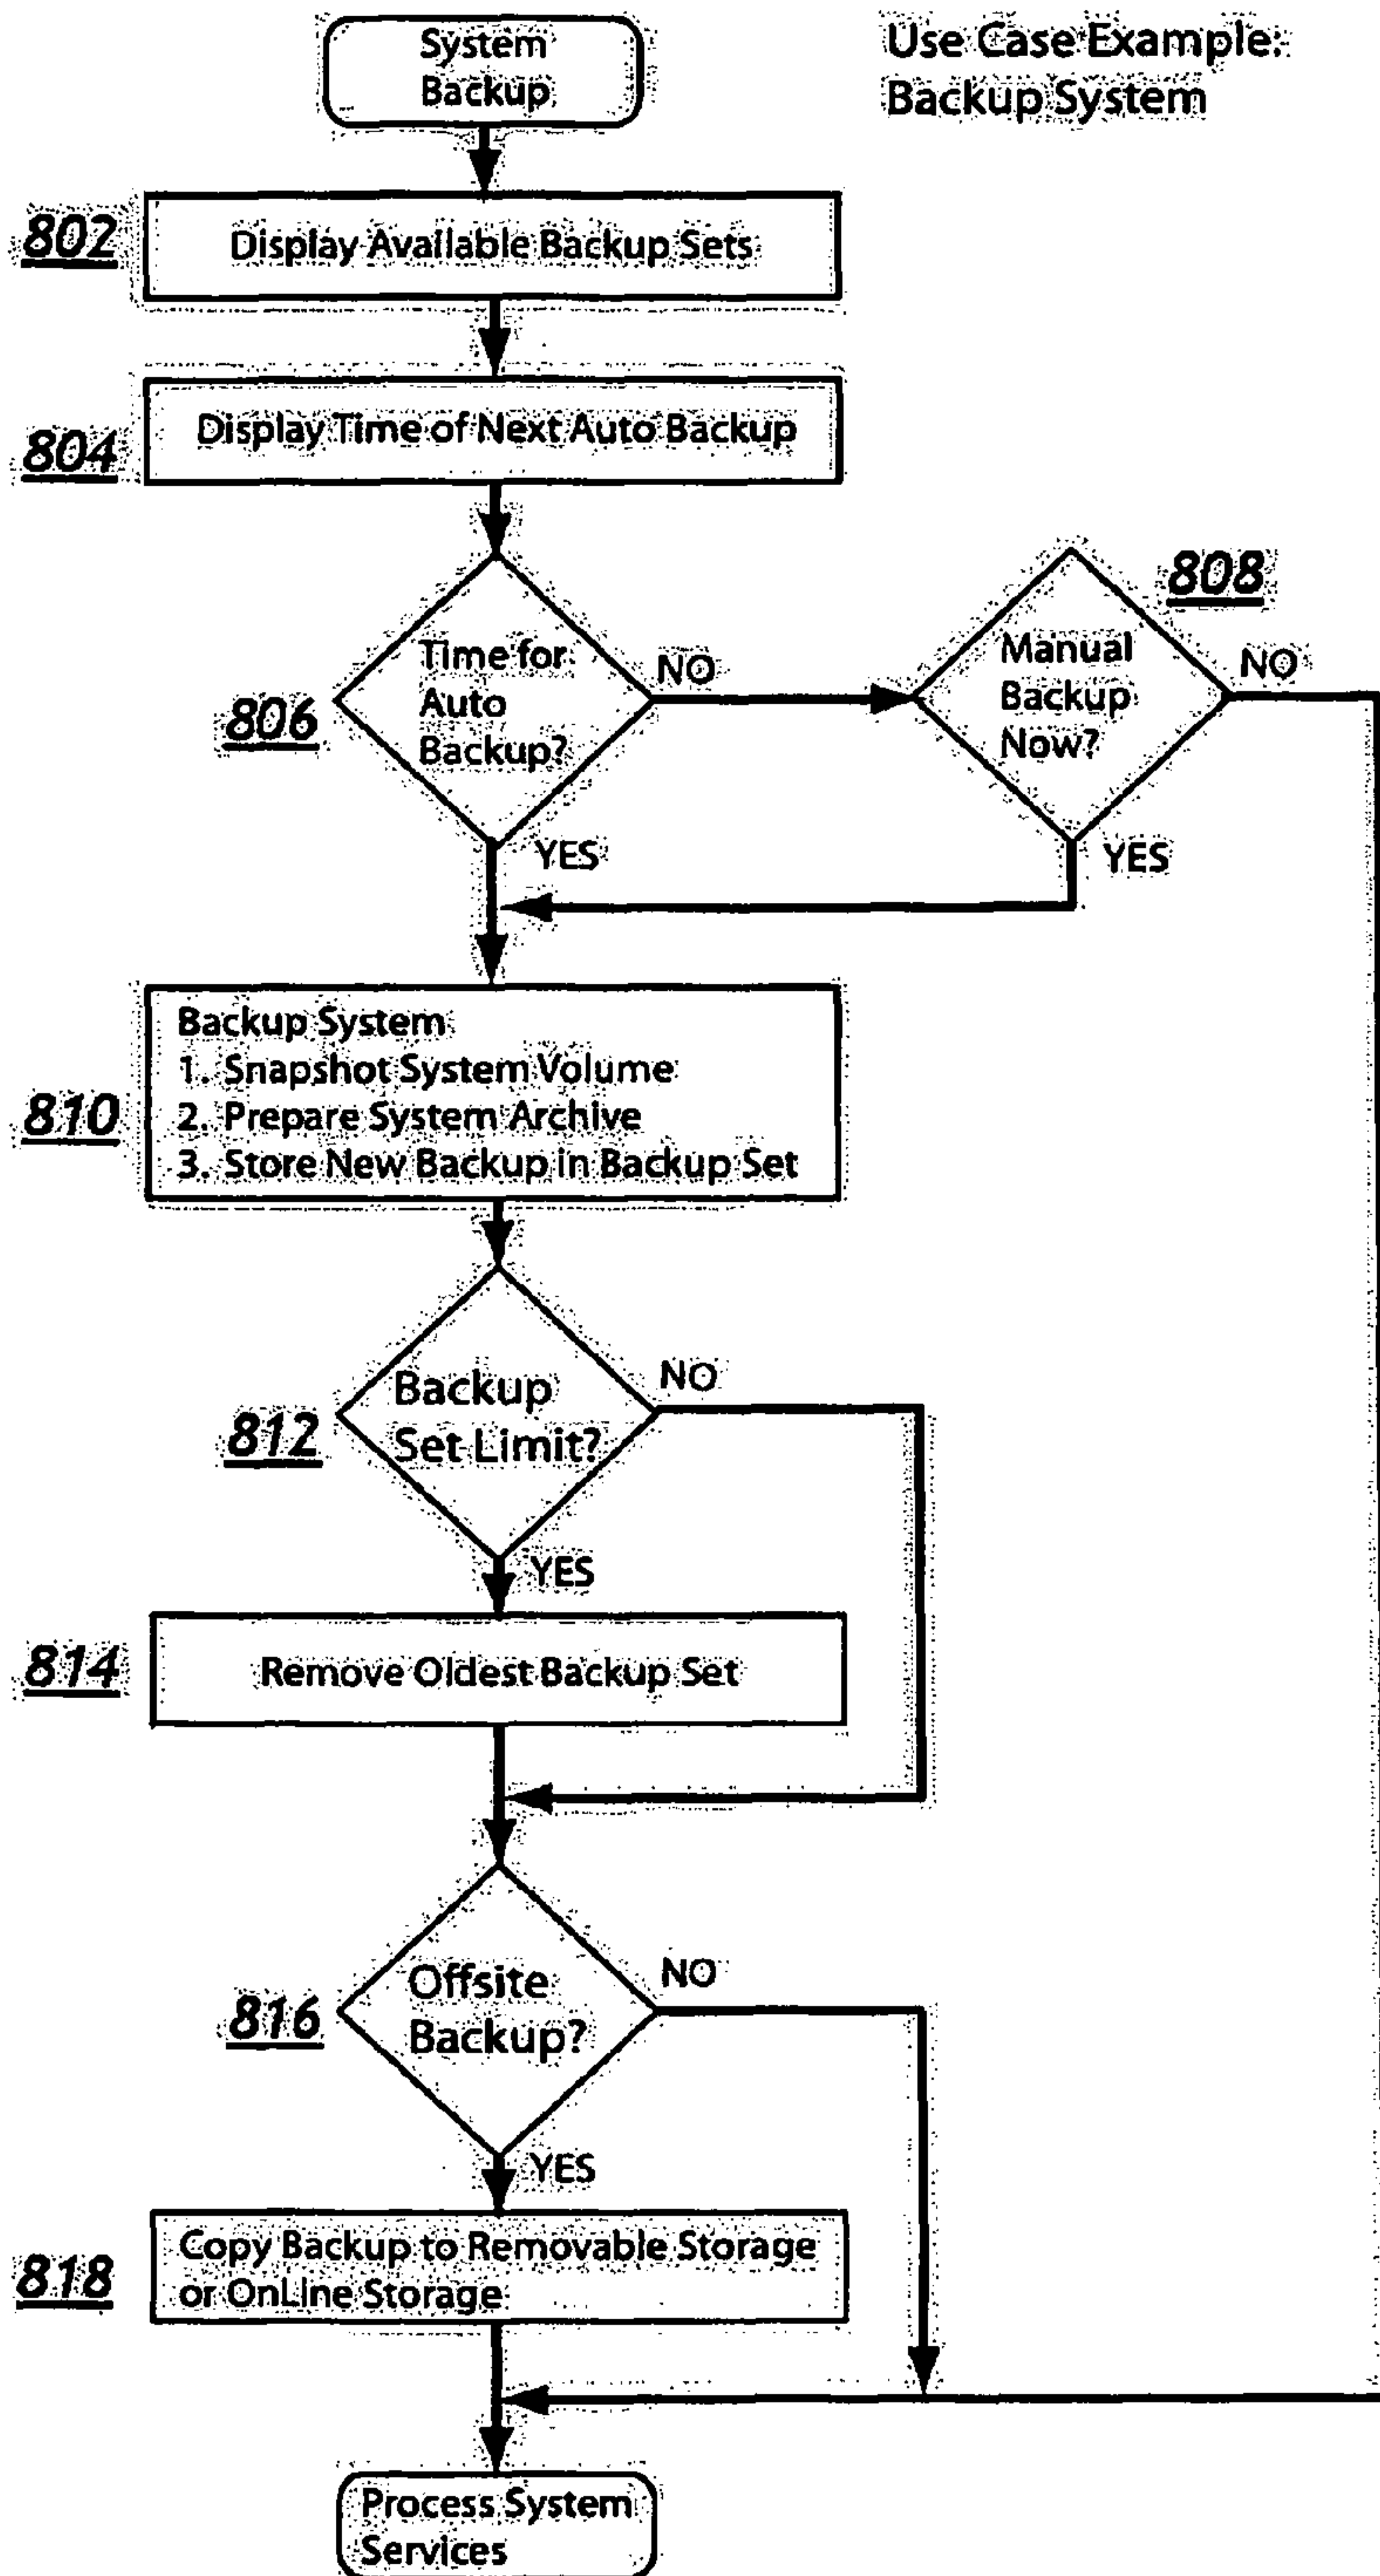 System
Backup
Use Case Example:
Backup System
802
Display Available Backup Sets
804
Display Time of Next Auto Backup
806
Time for
Auto
Backup?
NO
YES
808
Manual
Backup
Now?
NO
YES
810
Backup System
1. Snapshot System Volume
2. Prepare System Archive
3. Store New Backup in Backup Set
812
Backup
Set Limit?
NO
YES
814
Remove Oldest Backup Set
816
Offsite
Backup?
NO
YES
818
Copy Backup to Removable Storage
or OnLine Storage
Process System
Services